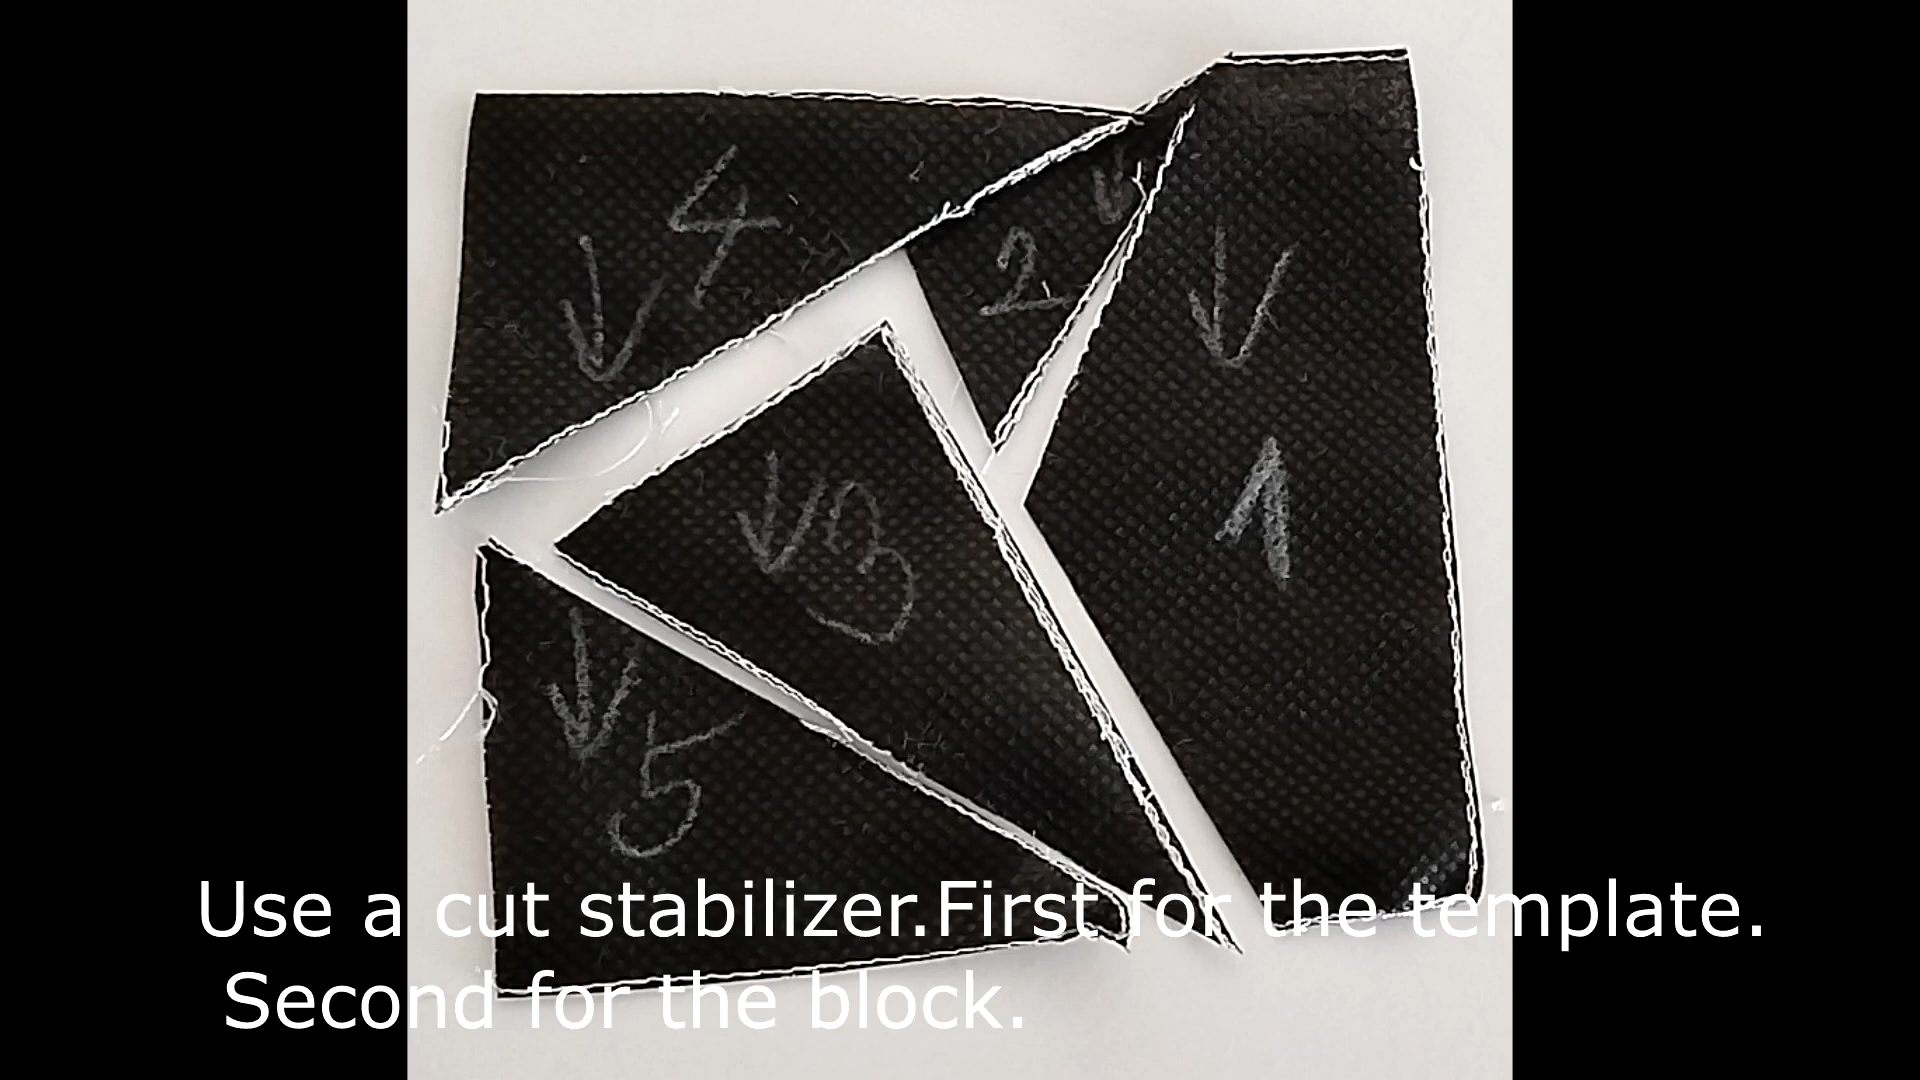 4
2
1
3
5
Use a cut stabilizer.First for the template.
Second for the block.